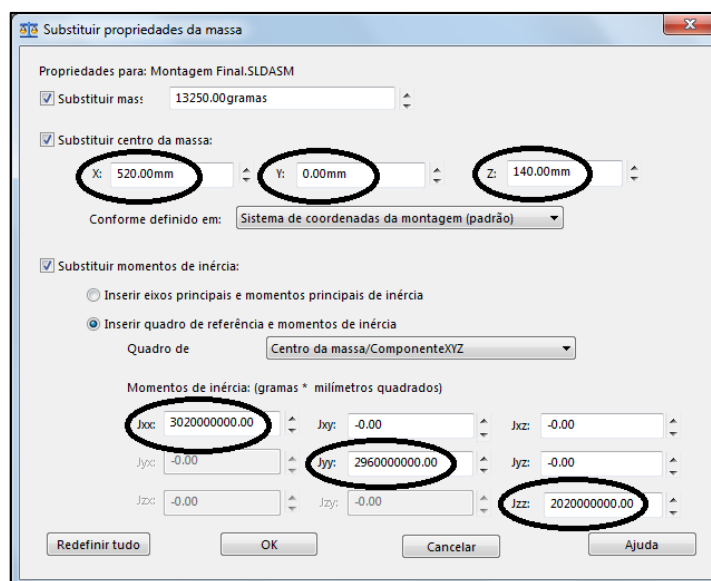 Substituir propriedades da massa
Propriedades para: Montagem Final.SLDASM
Substituir mass: 13250.00gramas
Substituir centro da massa:
X: 520.00mm Y: 0.00mm Z: 140.00mm
Conforme definido em: Sistema de coordenadas da montagem (padrão)
Substituir momentos de inércia:
Inserir eixos principais e momentos principais de inércia
Inserir quadro de referência e momentos de inércia
Quadro de Centro da massa/ComponenteXYZ
Momentos de inércia: (gramas * milímetros quadrados)
Jxx: 3020000000.00 Jxy: -0.00 Jxz: -0.00
Jyx: -0.00 Jyy: 2960000000.00 Jyz: -0.00
Jzx: -0.00 Jzy: -0.00 Jzz: 2020000000.00
Redefinir tudo OK Cancelar Ajuda